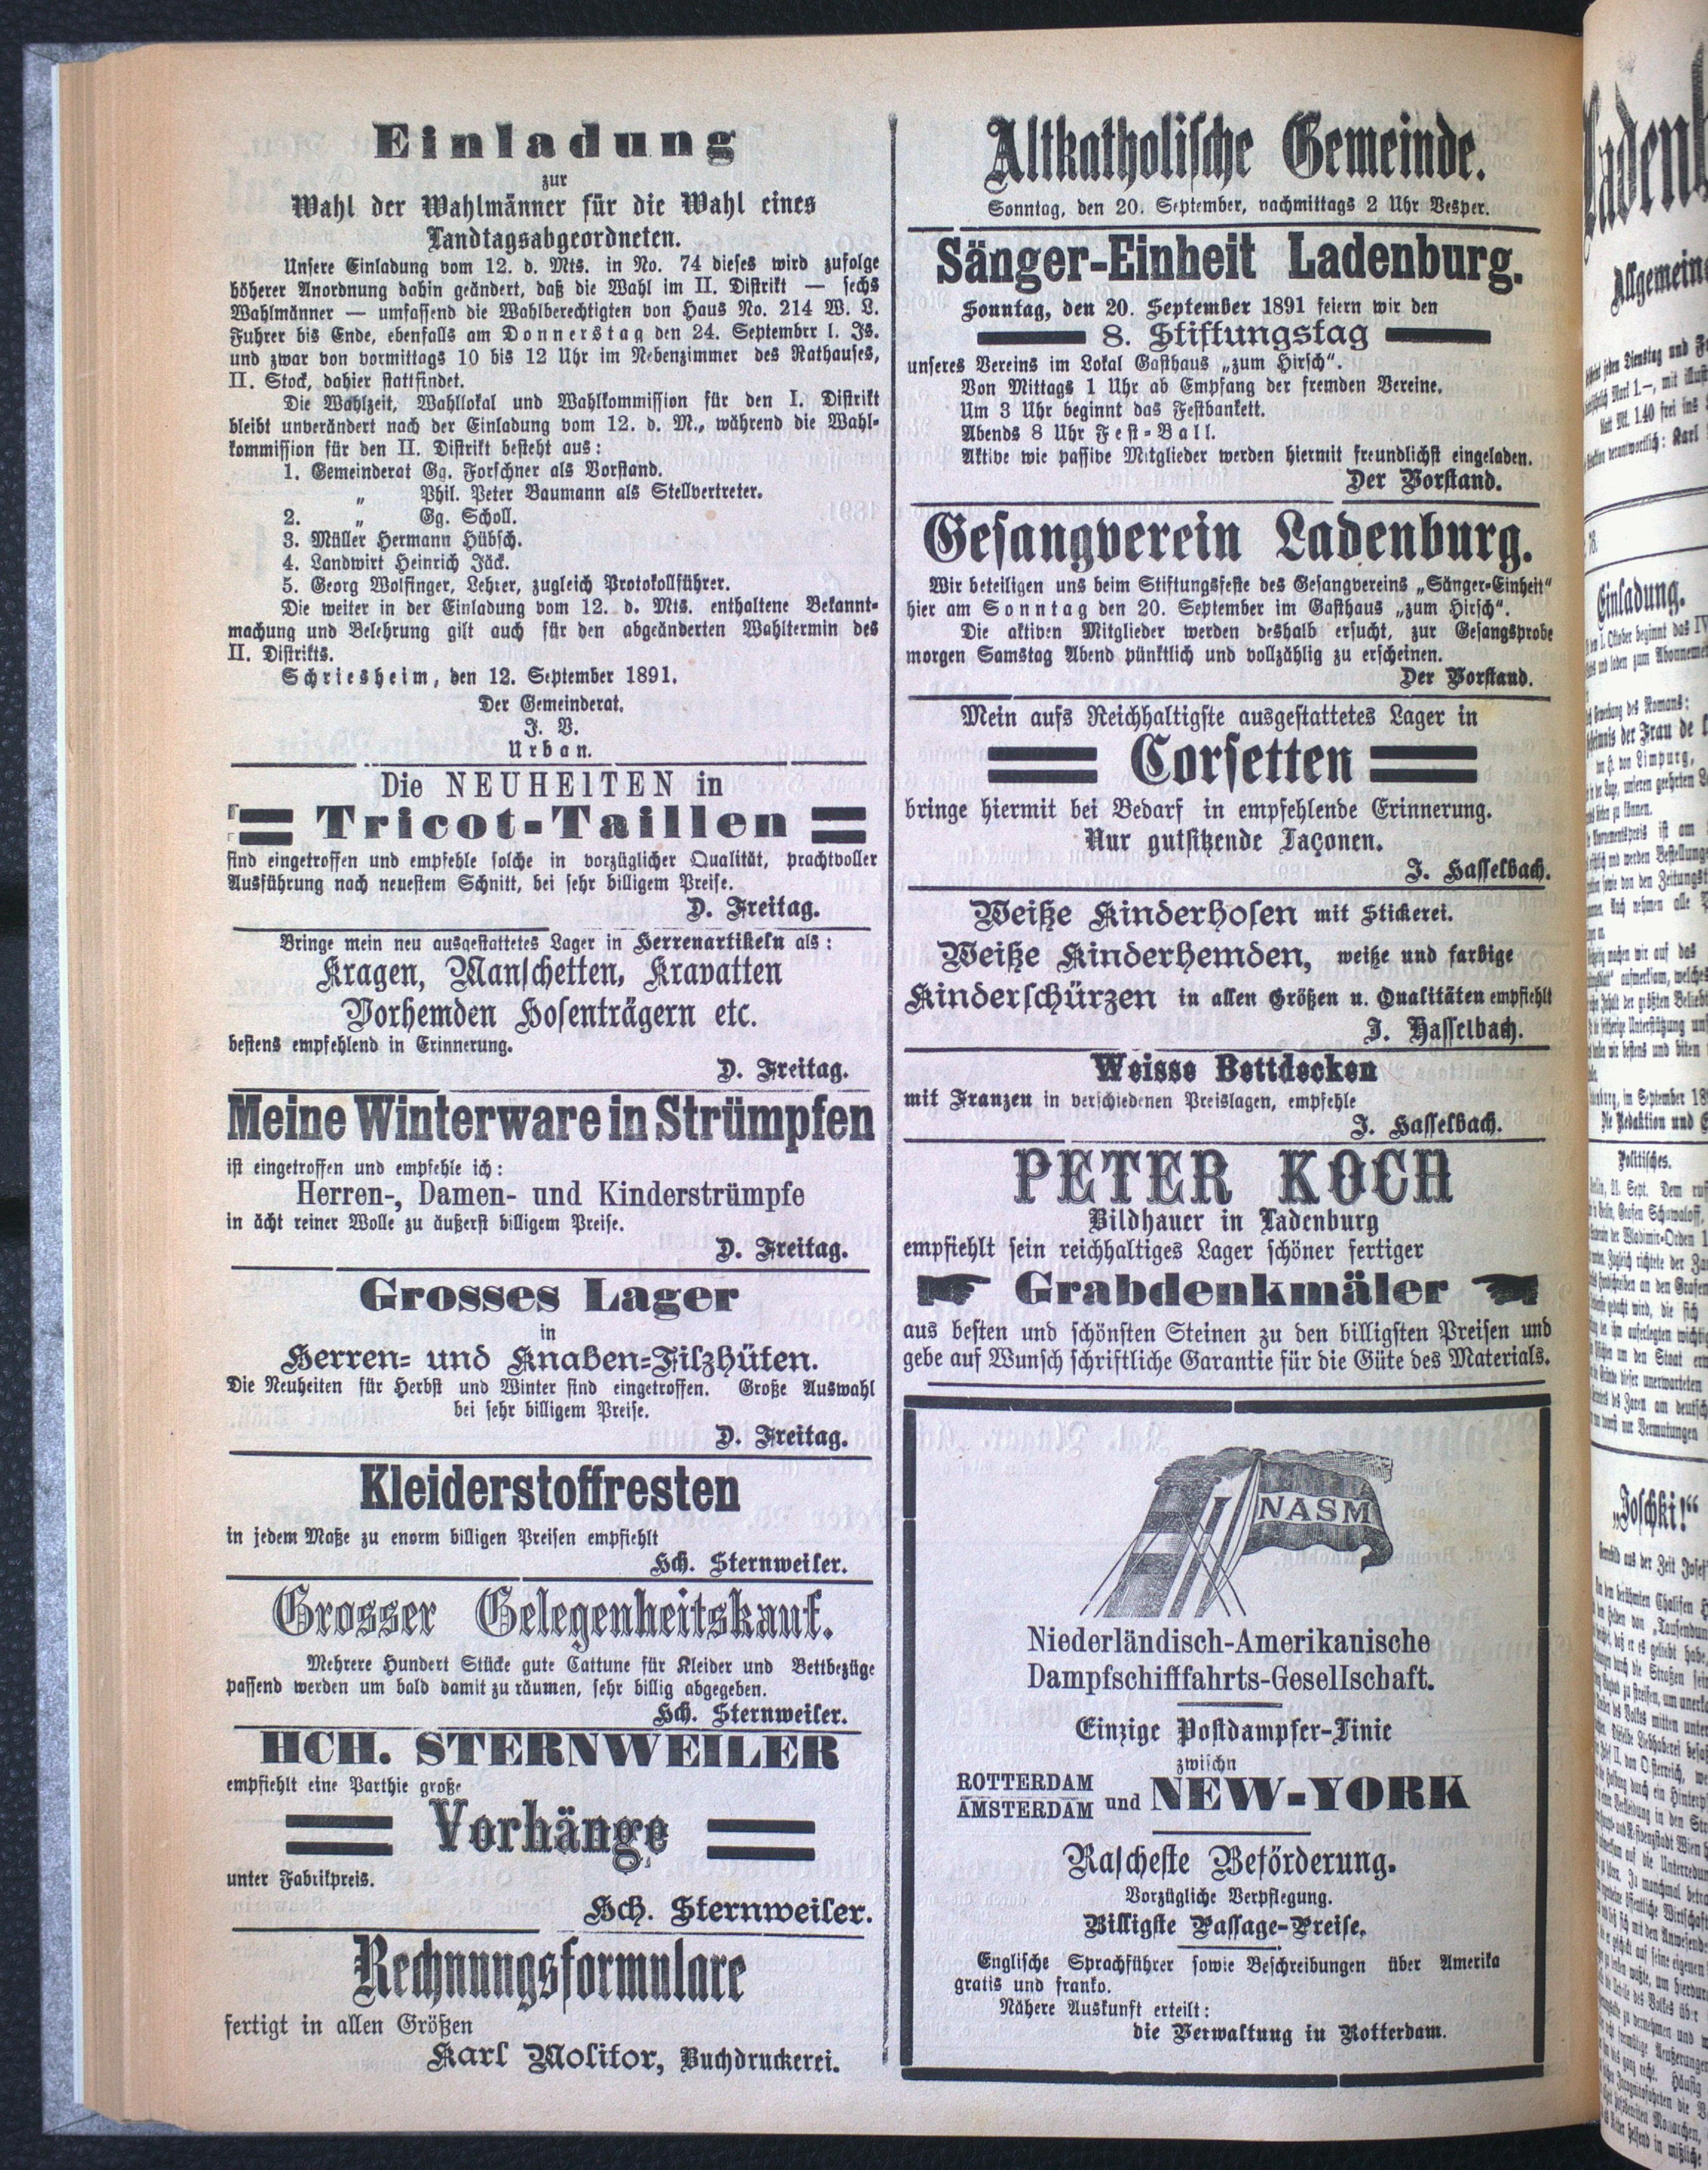 Einladung
zur
Wahl der Wahlmänner für die Wahl eines
Landtagsabgeordneten.
Unsere Einladung vom 12. d. Mts. in No. 74 dieses wird zufolge
höherer Anordnung dahin geändert, daß die Wahl im II. Distrikt — sechs
Wahlmänner — umfassend die Wahlberechtigten von Haus No. 214 W. L.
Fuhrer bis Ende, ebenfalls am Donnerstag den 24. September l. Js.
und zwar von vormittags 10 bis 12 Uhr im Nebenzimmer des Rathauses,
II. Stock, dahier stattfindet.
Die Wahlzeit, Wahllokal und Wahlkommission für den I. Distrikt
bleibt unverändert nach der Einladung vom 12. d. M., während die Wahl-
kommission für den II. Distrikt besteht aus:
1. Gemeinderat Gg. Forschner als Vorstand.
„ Phil. Peter Baumann als Stellvertreter.
2. „ Gg. Scholl.
3. Müller Hermann Hübsch.
4. Landwirt Heinrich Jäck.
5. Georg Wolfinger, Lehrer, zugleich Protokollführer.
Die weiter in der Einladung vom 12. d. Mts. enthaltene Bekannt-
machung und Belehrung gilt auch für den abgeänderten Wahltermin des
II. Distrikts.
Schriesheim, den 12. September 1891.
Der Gemeinderat.
J. V.
Urban.
Die NEUHEITEN in
Tricot-Taillen
sind eingetroffen und empfehle solche in vorzüglicher Qualität, prachtvoller
Ausführung nach neuestem Schnitt, bei sehr billigem Preise.
D. Freitag.
Bringe mein neu ausgestattetes Lager in Herrenartikeln als:
Kragen, Manschetten, Kravatten
Vorhemden Hosenträgern etc.
bestens empfehlend in Erinnerung.
D. Freitag.
Meine Winterware in Strümpfen
ist eingetroffen und empfehle ich:
Herren-, Damen- und Kinderstrümpfe
in ächt reiner Wolle zu äußerst billigem Preise.
D. Freitag.
Grosses Lager
in
Herren- und Knaben-Filzhüten.
Die Neuheiten für Herbst und Winter sind eingetroffen. Große Auswahl
bei sehr billigem Preise.
D. Freitag.
Kleiderstoffresten
in jedem Maße zu enorm billigen Preisen empfiehlt
Hch. Sternweiler.
Grosser Gelegenheitskauf.
Mehrere Hundert Stücke gute Cattune für Kleider und Bettbezüge
passend werden um bald damit zu räumen, sehr billig abgegeben.
Hch. Sternweiler.
HCH. STERNWEILER
empfiehlt eine Parthie große
Vorhänge
unter Fabrikpreis.
Hch. Sternweiler.
Rechnungsformulare
fertigt in allen Größen
Karl Molitor, Buchdruckerei.
Altkatholische Gemeinde.
Sonntag, den 20. September, nachmittags 2 Uhr Vesper.
Sänger-Einheit Ladenburg.
Sonntag, den 20. September 1891 feiern wir den
8. Stiftungstag
unseres Vereins im Lokal Gasthaus „zum Hirsch“.
Von Mittags 1 Uhr ab Empfang der fremden Vereine.
Um 3 Uhr beginnt das Festbankett.
Abends 8 Uhr Fest-Ball.
Aktive wie passive Mitglieder werden hiermit freundlichst eingeladen.
Der Vorstand.
Gesangverein Ladenburg.
Wir beteiligen uns beim Stiftungsfeste des Gesangvereins „Sänger-Einheit“
hier am Sonntag den 20. September im Gasthaus „zum Hirsch“.
Die aktiven Mitglieder werden deshalb ersucht, zur Gesangsprobe
morgen Samstag Abend pünktlich und vollzählig zu erscheinen.
Der Vorstand.
Mein aufs Reichhaltigste ausgestattetes Lager in
Corsetten
bringe hiermit bei Bedarf in empfehlende Erinnerung.
Nur gutsitzende Façonen.
J. Hasselbach.
Weiße Kinderhosen mit Stickerei.
Weiße Kinderhemden, weiße und farbige
Kinderschürzen in allen Größen u. Qualitäten empfiehlt
J. Hasselbach.
Weisse Bettdecken
mit Franzen in verschiedenen Preislagen, empfehle
J. Hasselbach.
PETER KOCH
Bildhauer in Ladenburg
empfiehlt sein reichhaltiges Lager schöner fertiger
Grabdenkmäler
aus besten und schönsten Steinen zu den billigsten Preisen und
gebe auf Wunsch schriftliche Garantie für die Güte des Materials.
NASM
Niederländisch-Amerikanische
Dampfschifffahrts-Gesellschaft.
Einzige Postdampfer-Linie
zwischn
ROTTERDAM
AMSTERDAM und NEW-YORK
Rascheste Beförderung.
Vorzügliche Verpflegung.
Billigste Passage-Preise.
Englische Sprachführer sowie Beschreibungen über Amerika
gratis und franko.
Nähere Auskunft erteilt:
die Verwaltung in Rotterdam.
Einladung.
Politisches.
„Joschki!“